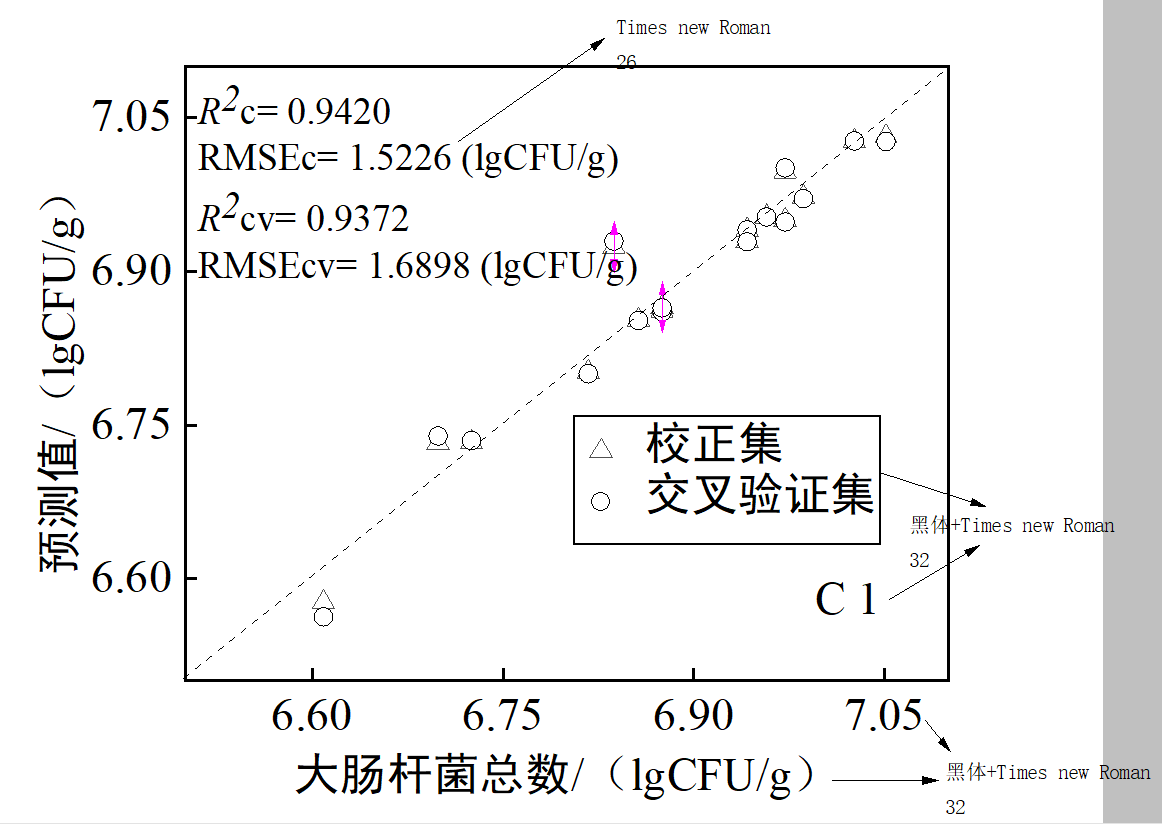 Times new Roman
26
7.05
R²c= 0.9420
RMSEc= 1.5226 (lgCFU/g)
R²cv= 0.9372
6.90
RMSEcv= 1.6898 (lgCFU/g)
预测值/（lgCFU/g）
6.75
校正集
交叉验证集
黑体+Times new Roman
32
6.60
C 1
6.60 6.75 6.90 7.05
大肠杆菌总数/（lgCFU/g）
黑体+Times new Roman
32